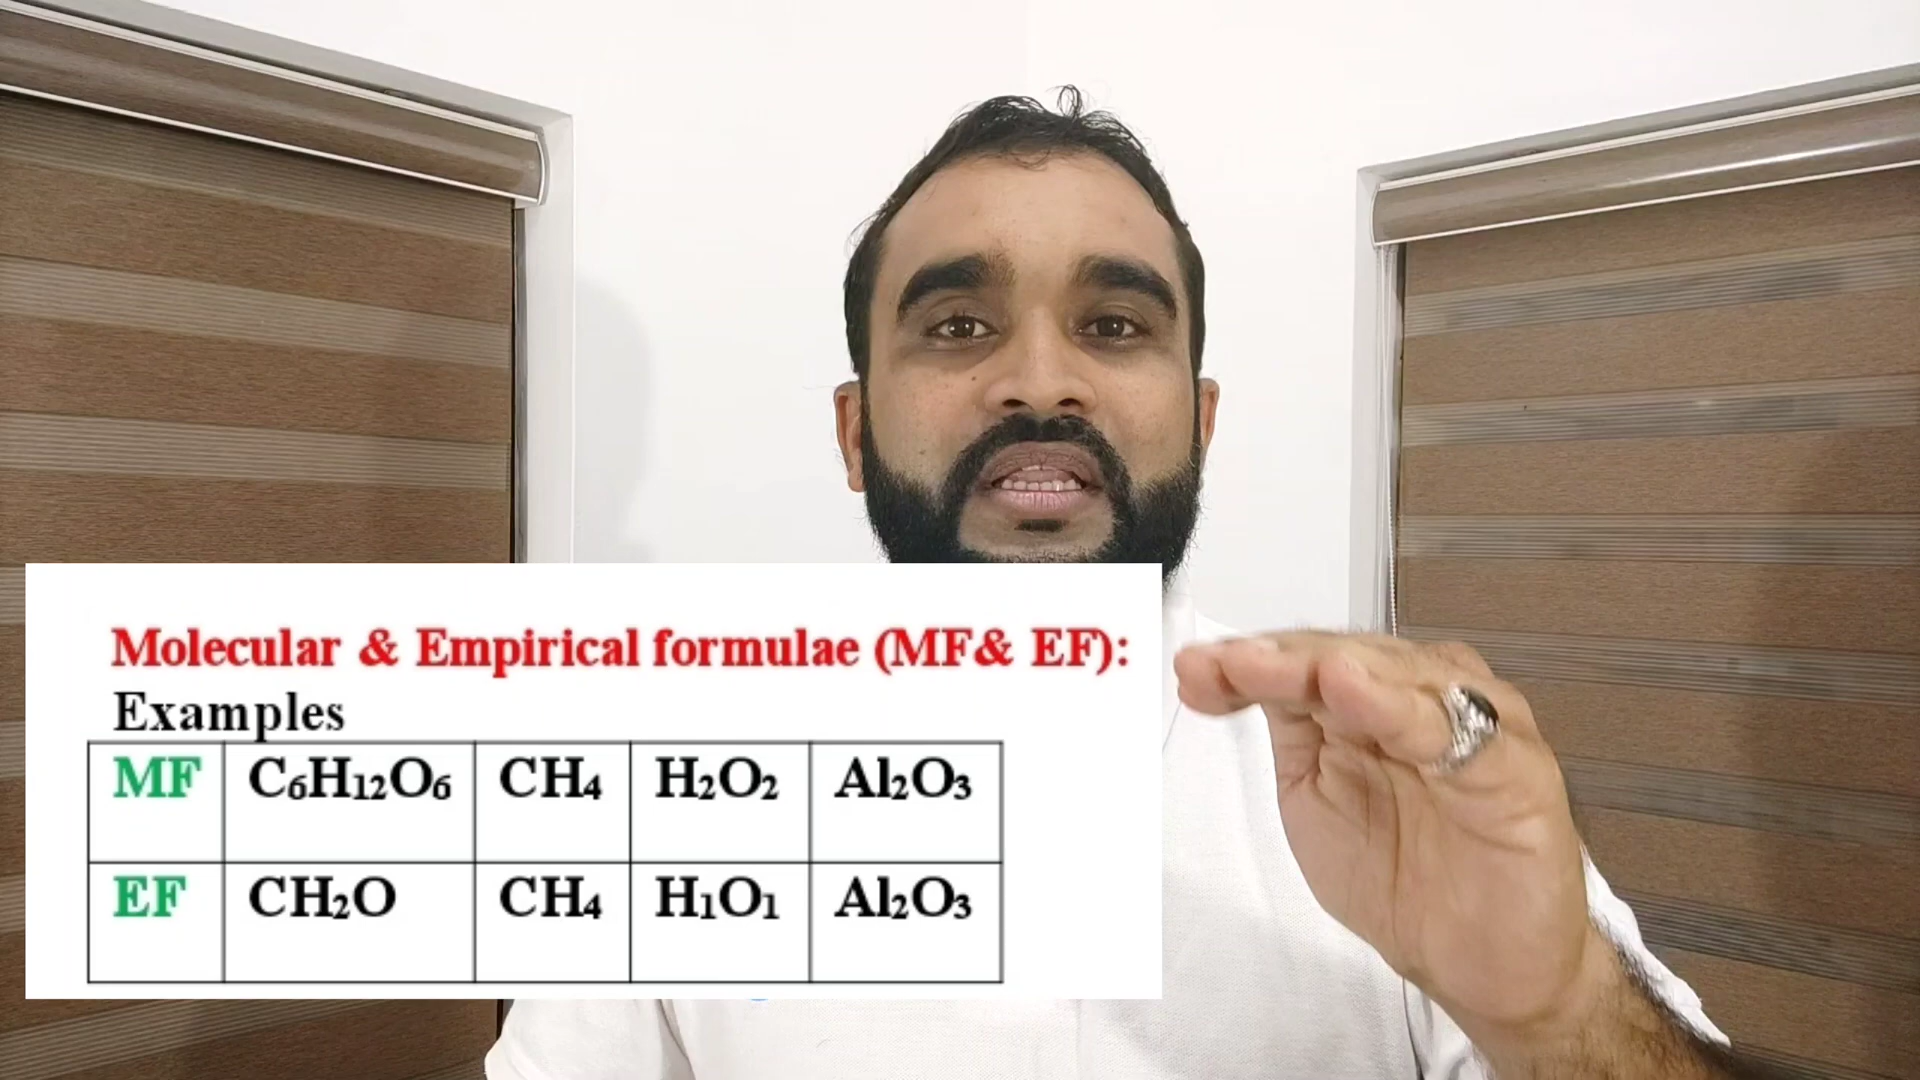 Molecular & Empirical formulae (MF& EF):
Examples
MF C₆H₁₂O₆ CH₄ H₂O₂ Al₂O₃
EF CH₂O CH₄ H₁O₁ Al₂O₃